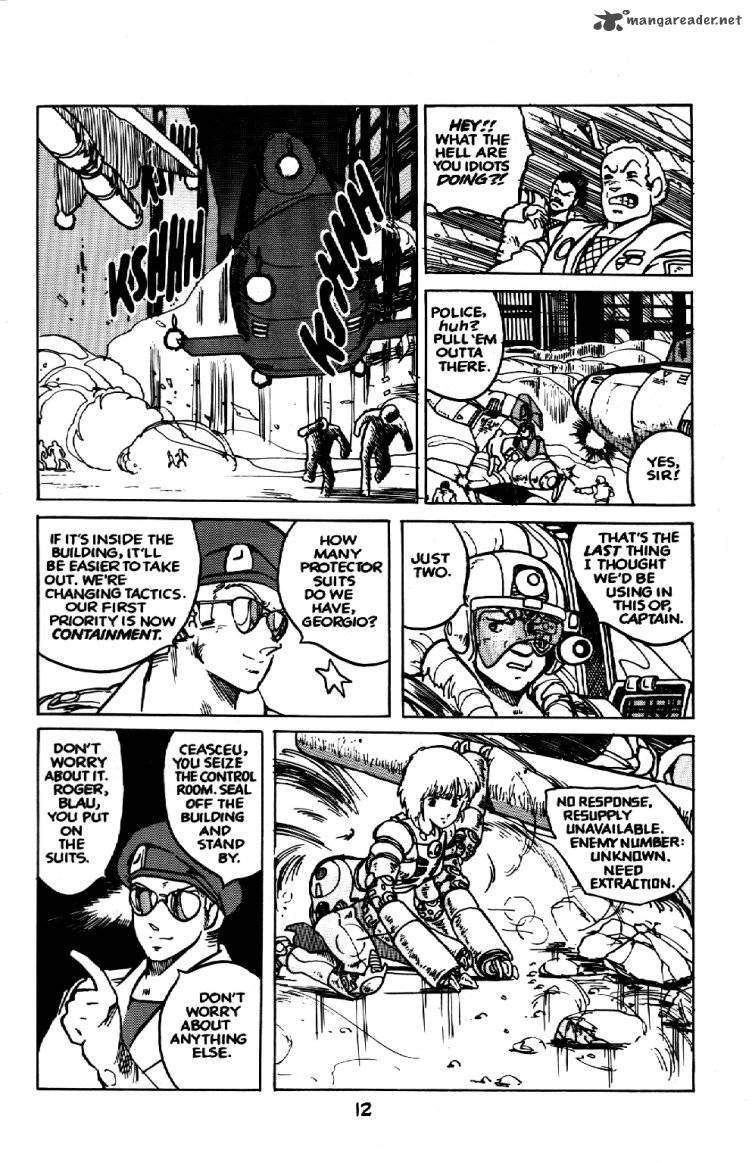 mangareader.net
KSHHH
KSHHH
KSHHH
HEY!!
WHAT THE
HELL ARE
YOU IDIOTS
DOING?!
POLICE,
huh?
PULL 'EM
OUTTA
THERE.
YES,
SIR!
IF IT'S INSIDE THE
BUILDING, IT'LL
BE EASIER TO TAKE
OUT. WE'RE
CHANGING TACTICS.
OUR FIRST
PRIORITY IS NOW
CONTAINMENT.
HOW
MANY
PROTECTOR
SUITS
DO WE
HAVE,
GEORGIO?
JUST
TWO.
THAT'S THE
LAST THING
I THOUGHT
WE'D BE
USING IN
THIS OP,
CAPTAIN.
DON'T
WORRY
ABOUT IT.
ROGER,
BLAU,
YOU PUT
ON
THE
SUITS.
CEASCEU,
YOU SEIZE
THE CONTROL
ROOM. SEAL
OFF THE
BUILDING
AND
STAND
BY.
DON'T
WORRY
ABOUT
ANYTHING
ELSE.
NO RESPONSE,
RESUPPLY
UNAVAILABLE.
ENEMY NUMBER:
UNKNOWN.
NEED
EXTRACTION.
12